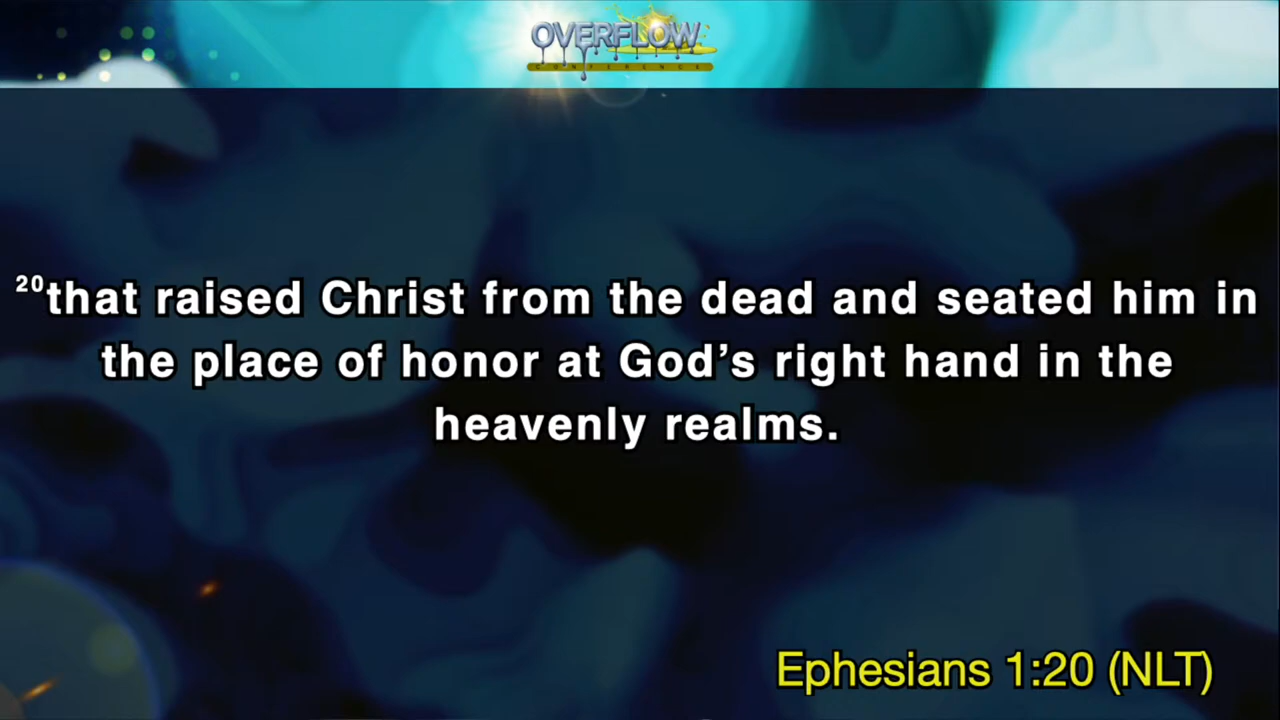 OVERFLOW
CONFERENCE
²⁰that raised Christ from the dead and seated him in
the place of honor at God’s right hand in the
heavenly realms.
Ephesians 1:20 (NLT)